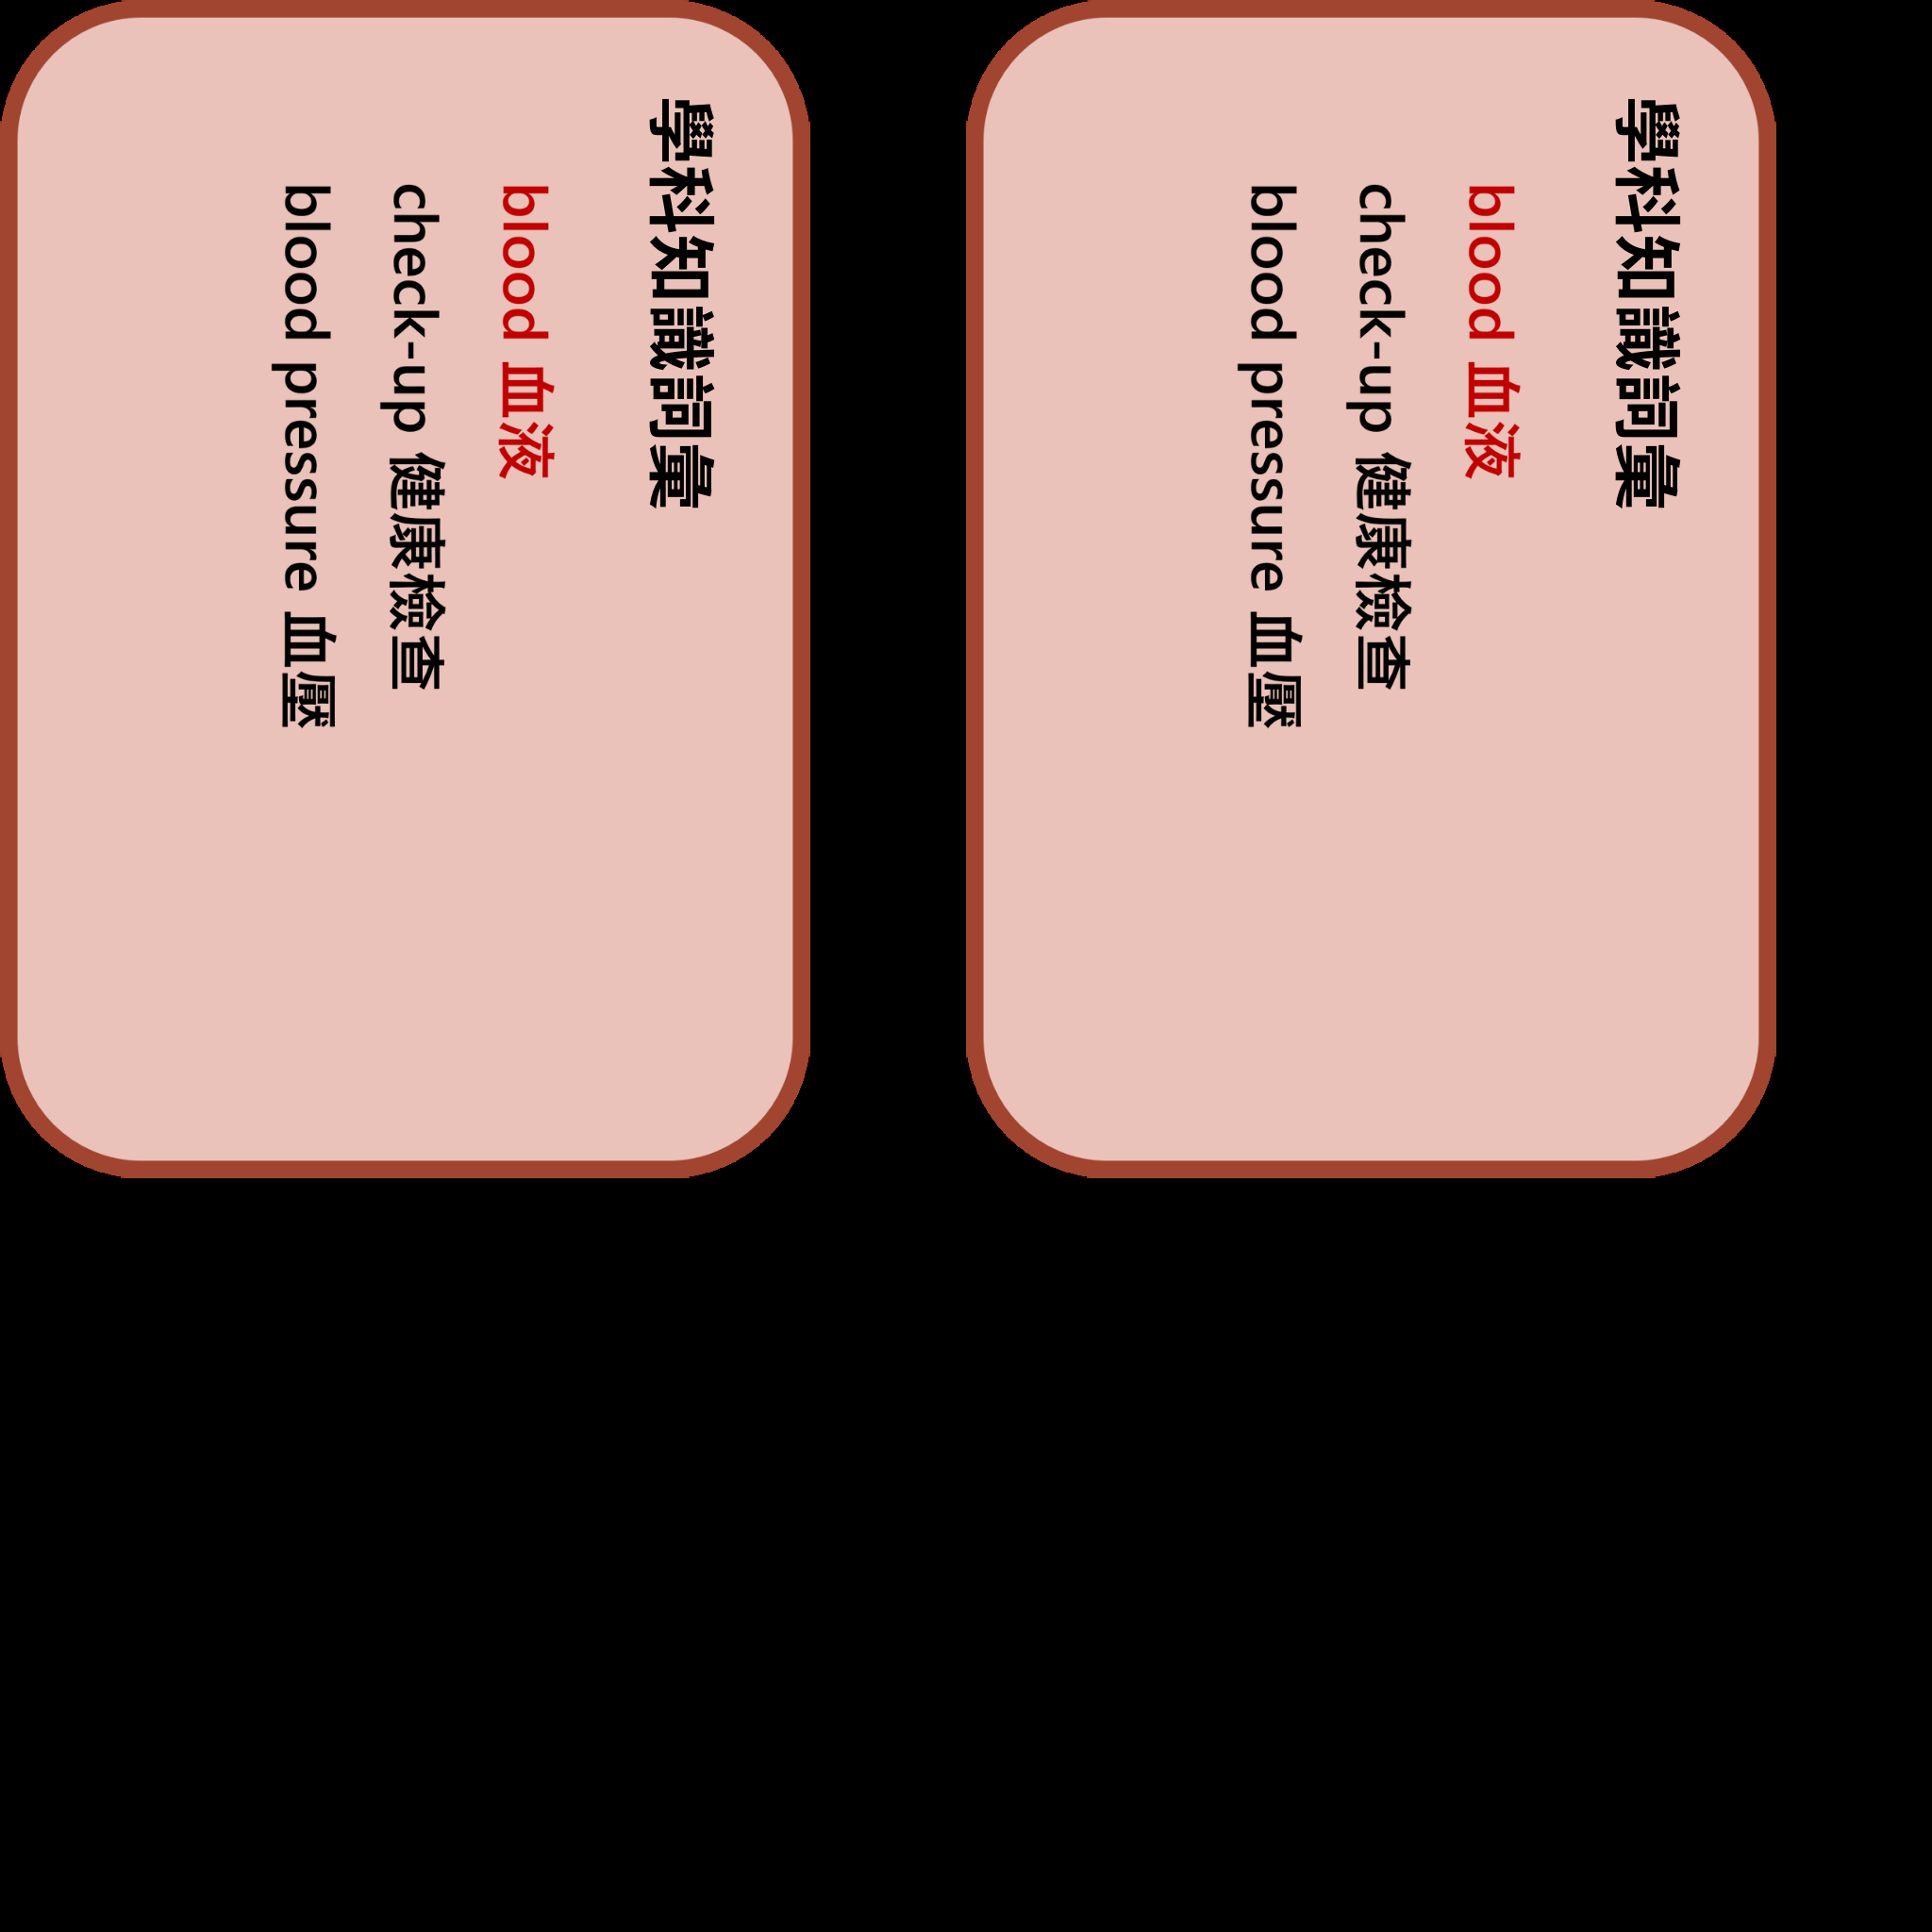 學科知識詞彙
blood 血液
check-up 健康檢查
blood pressure 血壓
學科知識詞彙
blood 血液
check-up 健康檢查
blood pressure 血壓